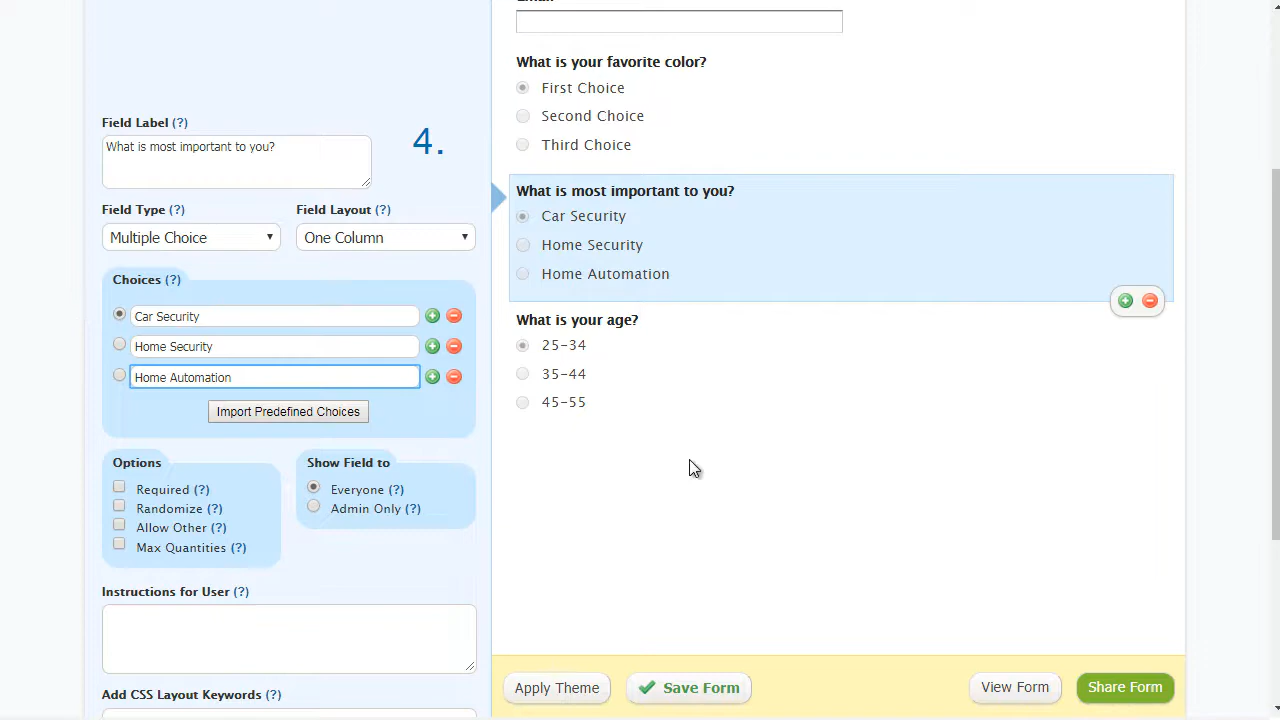 Field Label (?)
What is most important to you?
4.
Field Type (?)
Field Layout (?)
Multiple Choice
One Column
Choices (?)
Car Security
Home Security
Home Automation
Import Predefined Choices
Options
Required (?)
Randomize (?)
Allow Other (?)
Max Quantities (?)
Show Field to
Everyone (?)
Admin Only (?)
Instructions for User (?)
Add CSS Layout Keywords (?)
What is your favorite color?
First Choice
Second Choice
Third Choice
What is most important to you?
Car Security
Home Security
Home Automation
What is your age?
25-34
35-44
45-55
Apply Theme
Save Form
View Form
Share Form